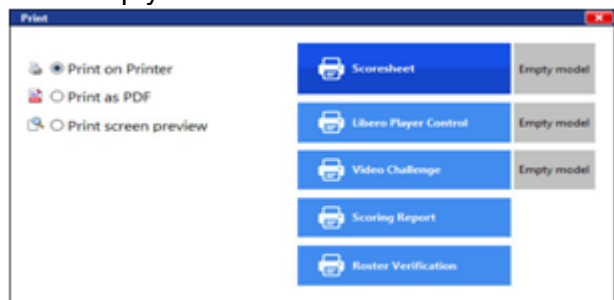 Print
Print on Printer
Print as PDF
Print screen preview
Scoresheet
Empty model
Libero Player Control
Empty model
Video Challenge
Empty model
Scoring Report
Roster Verification